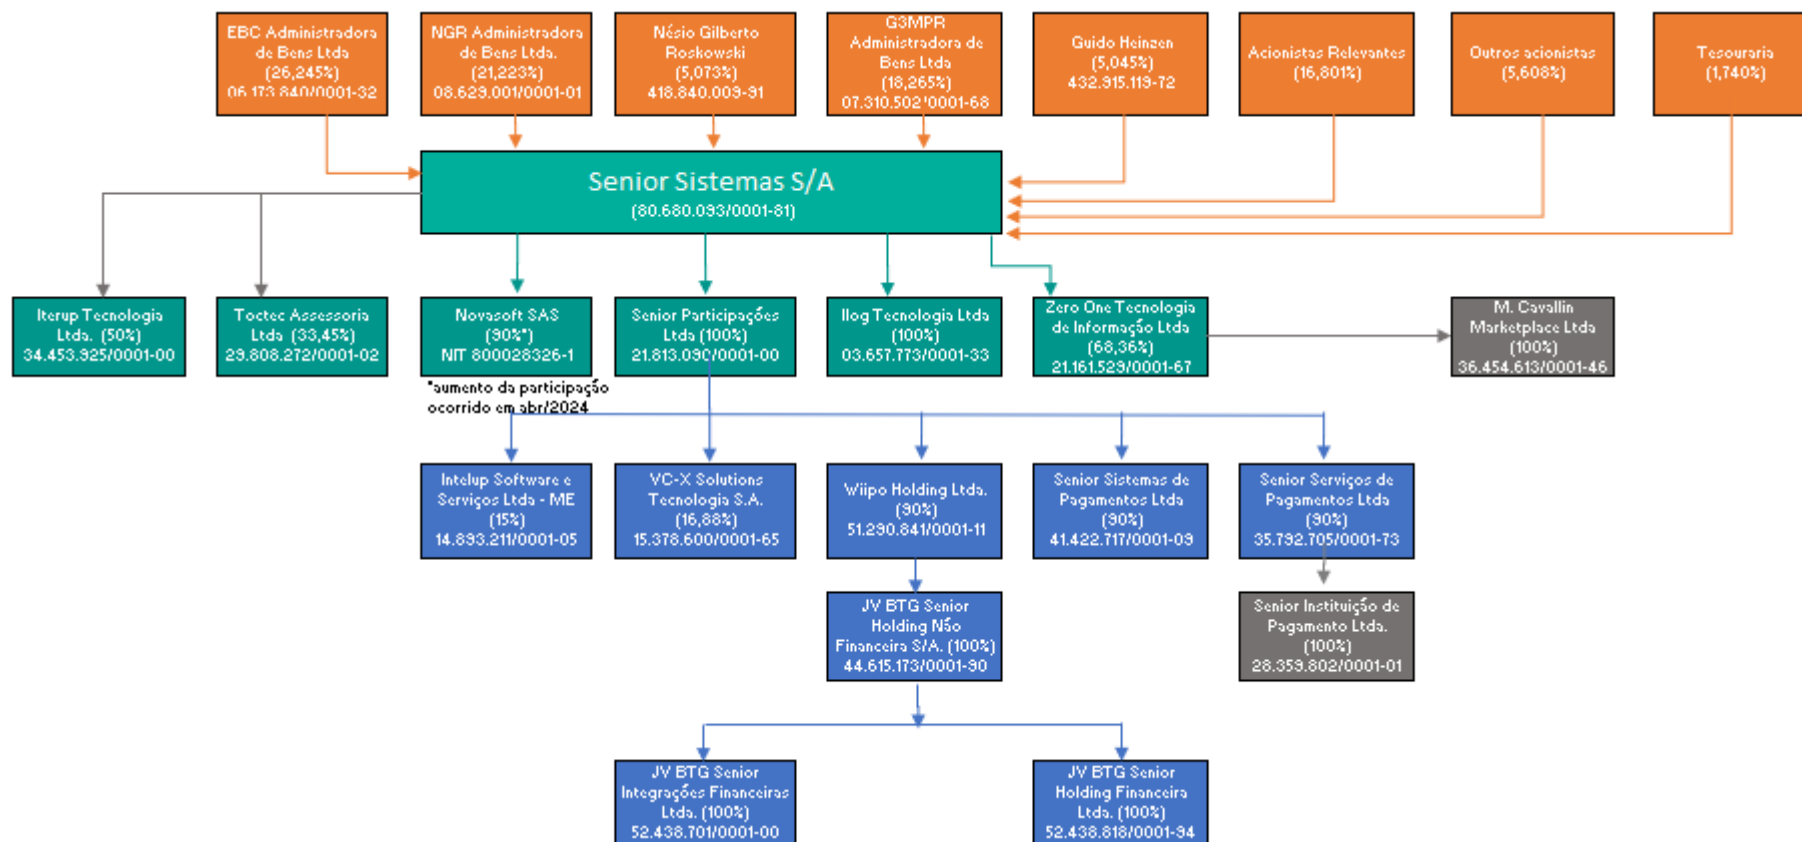 EBC Administradora
de Bens Ltda
(26,245%)
06.173.840/0001-32
NGR Administradora
de Bens Ltda.
(21,223%)
08.629.001/0001-01
Nésio Gilberto
Roskowski
(5,073%)
418.840.009-91
G3MPR
Administradora de
Bens Ltda
(18,265%)
07.310.502/0001-68
Guido Heinzen
(5,045%)
432.915.119-72
Acionistas Relevantes
(16,801%)
Outros acionistas
(5,608%)
Tesouraria
(1,740%)
Senior Sistemas S/A
(80.680.093/0001-81)
Iterup Tecnologia
Ltda. (50%)
34.453.925/0001-00
Toctec Assessoria
Ltda (33,45%)
29.808.272/0001-02
Novasoft SAS
(90%*)
NIT 800028326-1
*aumento da participação
ocorrido em abr/2024
Senior Participações
Ltda (100%)
21.813.090/0001-00
Ilog Tecnologia Ltda
(100%)
03.657.773/0001-33
Zero One Tecnologia
de Informação Ltda
(68,36%)
21.161.529/0001-67
M. Cavallin
Marketplace Ltda
(100%)
36.454.613/0001-46
Intelup Software e
Serviços Ltda - ME
(15%)
14.893.211/0001-05
VC-X Solutions
Tecnologia S.A.
(16,88%)
15.378.600/0001-65
Wiipo Holding Ltda.
(90%)
51.290.841/0001-11
Senior Sistemas de
Pagamentos Ltda
(90%)
41.422.717/0001-09
Senior Serviços de
Pagamentos Ltda
(90%)
35.792.705/0001-73
JV BTG Senior
Holding Não
Financeira S/A. (100%)
44.615.173/0001-90
Senior Instituição de
Pagamento Ltda.
(100%)
28.359.802/0001-01
JV BTG Senior
Integrações Financeiras
Ltda. (100%)
52.438.701/0001-00
JV BTG Senior
Holding Financeira
Ltda. (100%)
52.438.818/0001-94